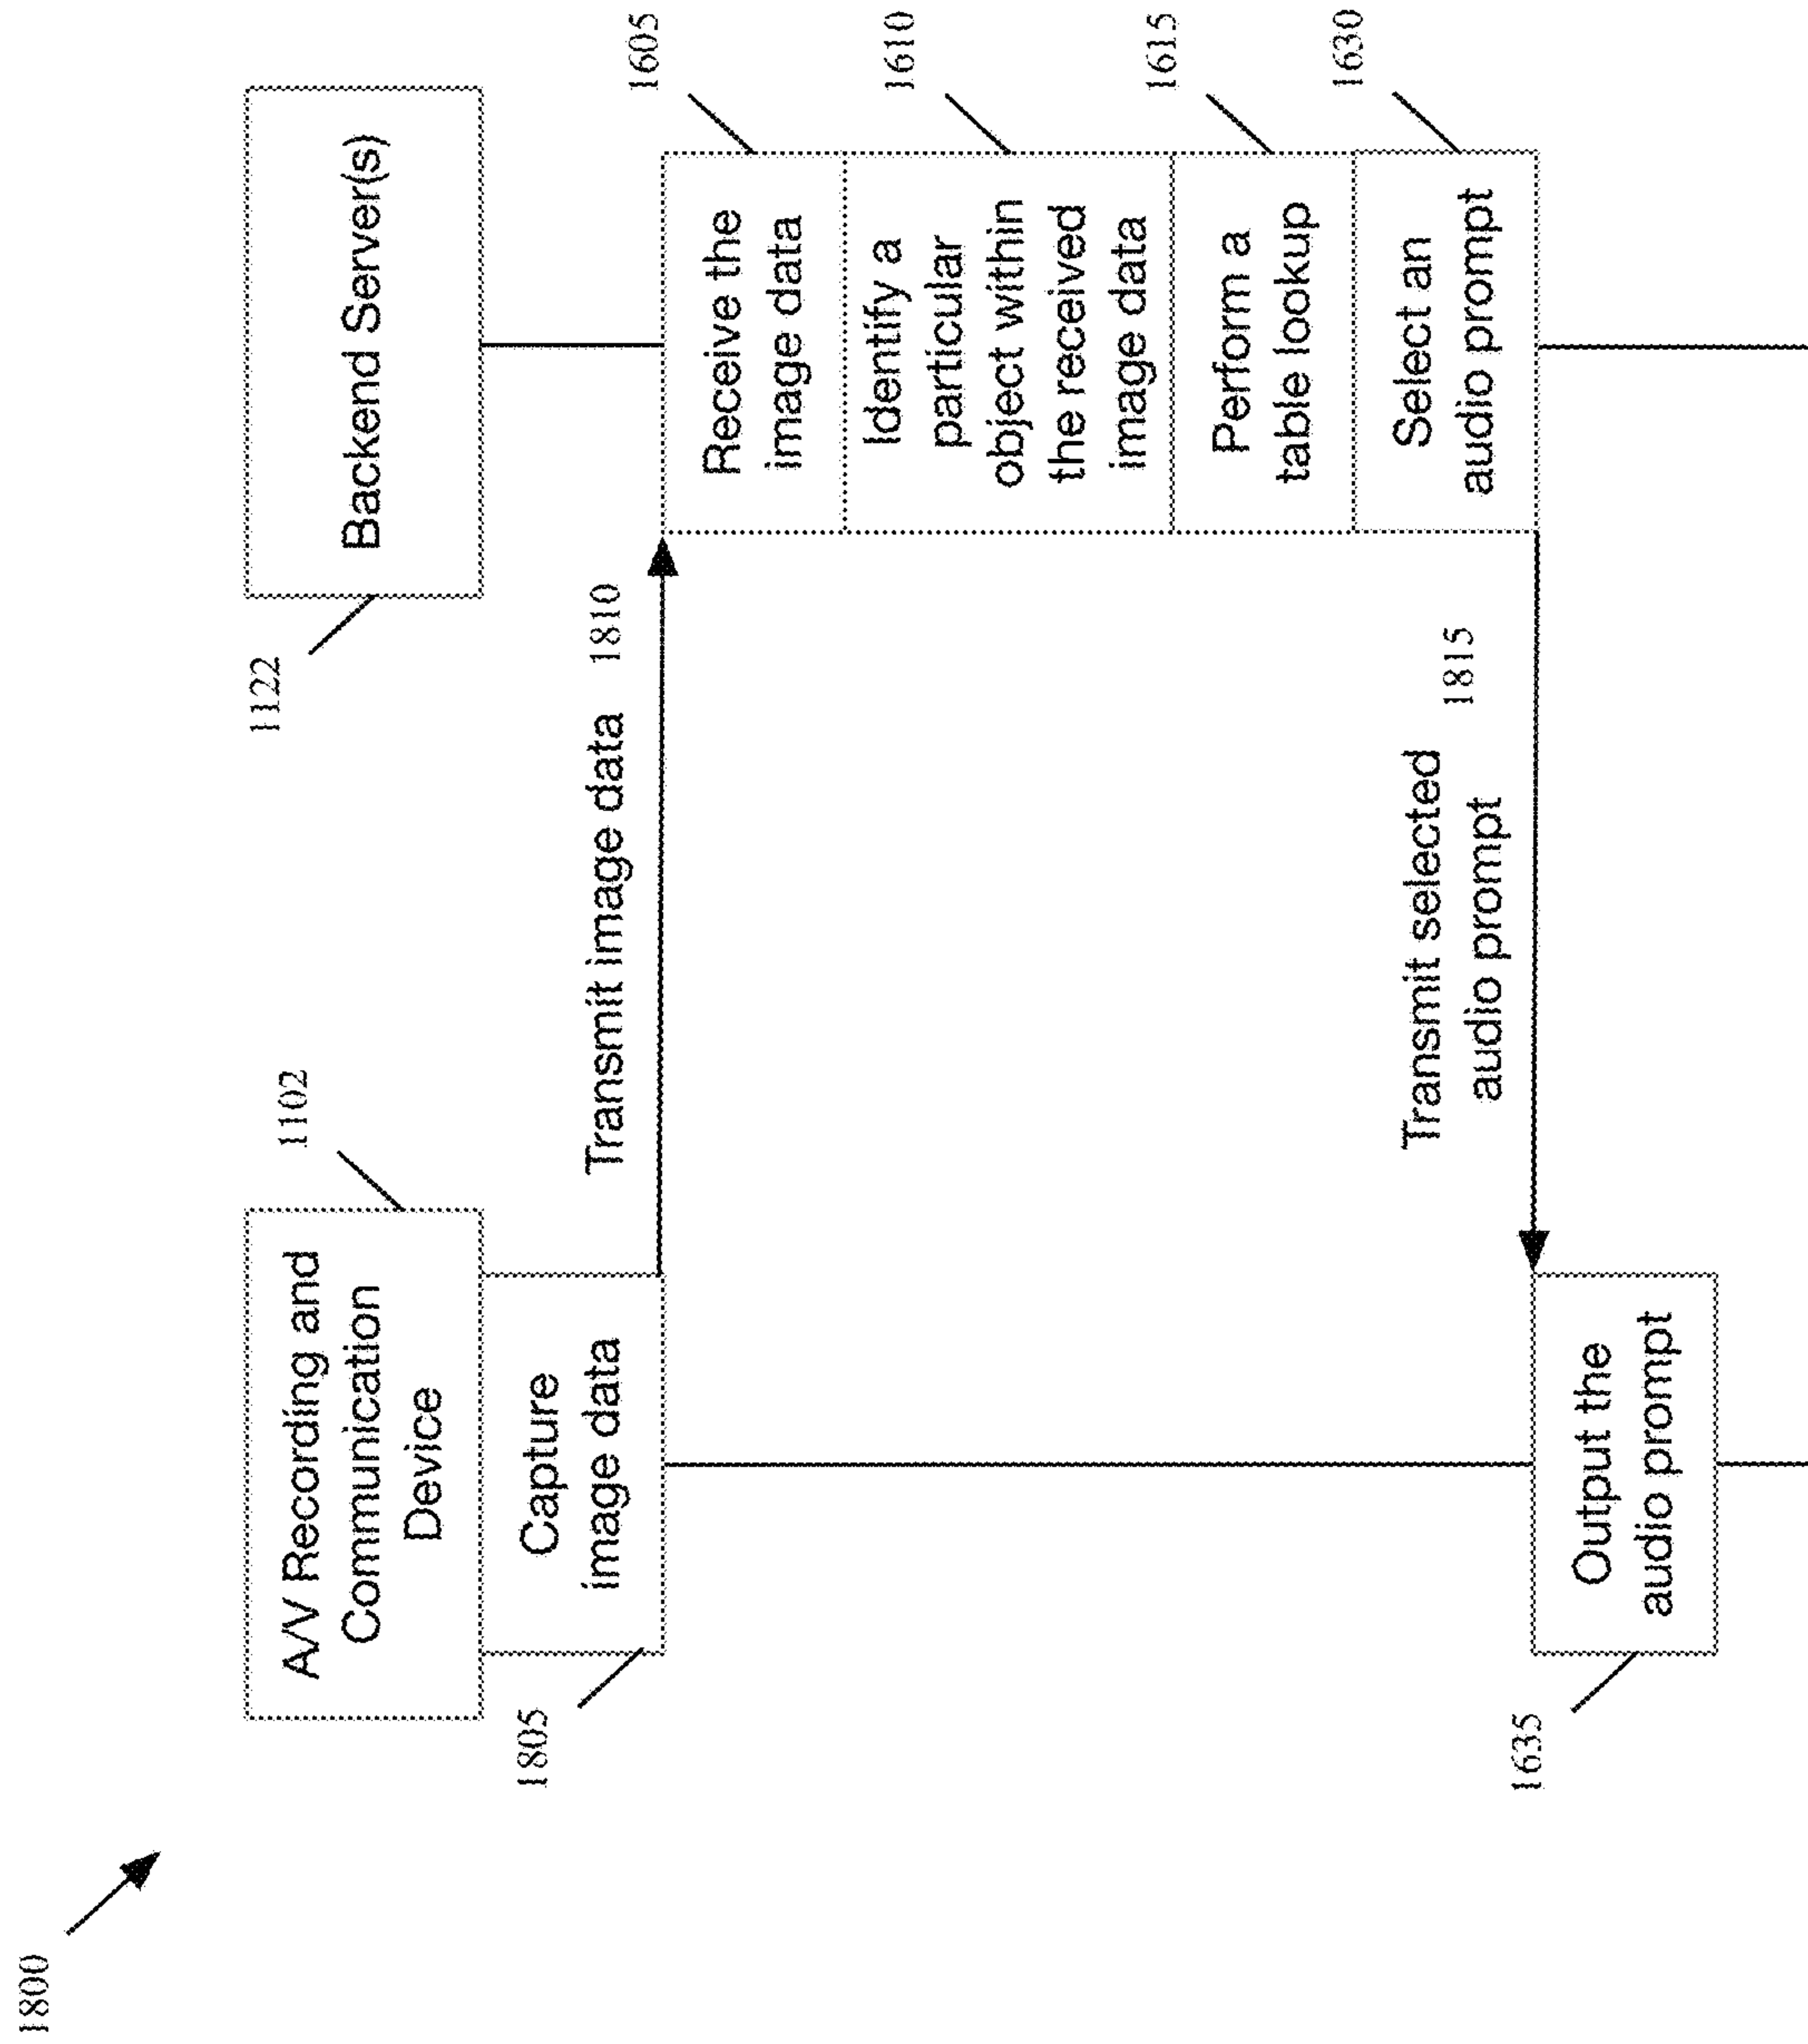 1800
A/V Recording and
Communication
Device
1102
Backend Server(s)
1122
Capture
image data
1805
Transmit image data 1810
Receive the
image data
1605
Identify a
particular
object within
the received
image data
1610
Perform a
table lookup
1615
Select an
audio prompt
1630
Transmit selected
audio prompt
1815
Output the
audio prompt
1635